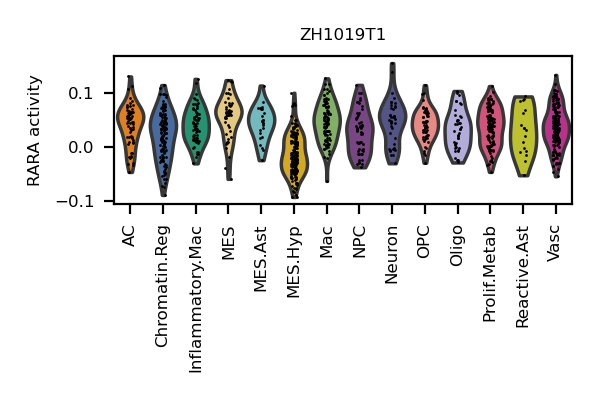 ZH1019T1
RARA activity
0.1
0.0
−0.1
AC
Chromatin.Reg
Inflammatory.Mac
MES
MES.Ast
MES.Hyp
Mac
NPC
Neuron
OPC
Oligo
Prolif.Metab
Reactive.Ast
Vasc